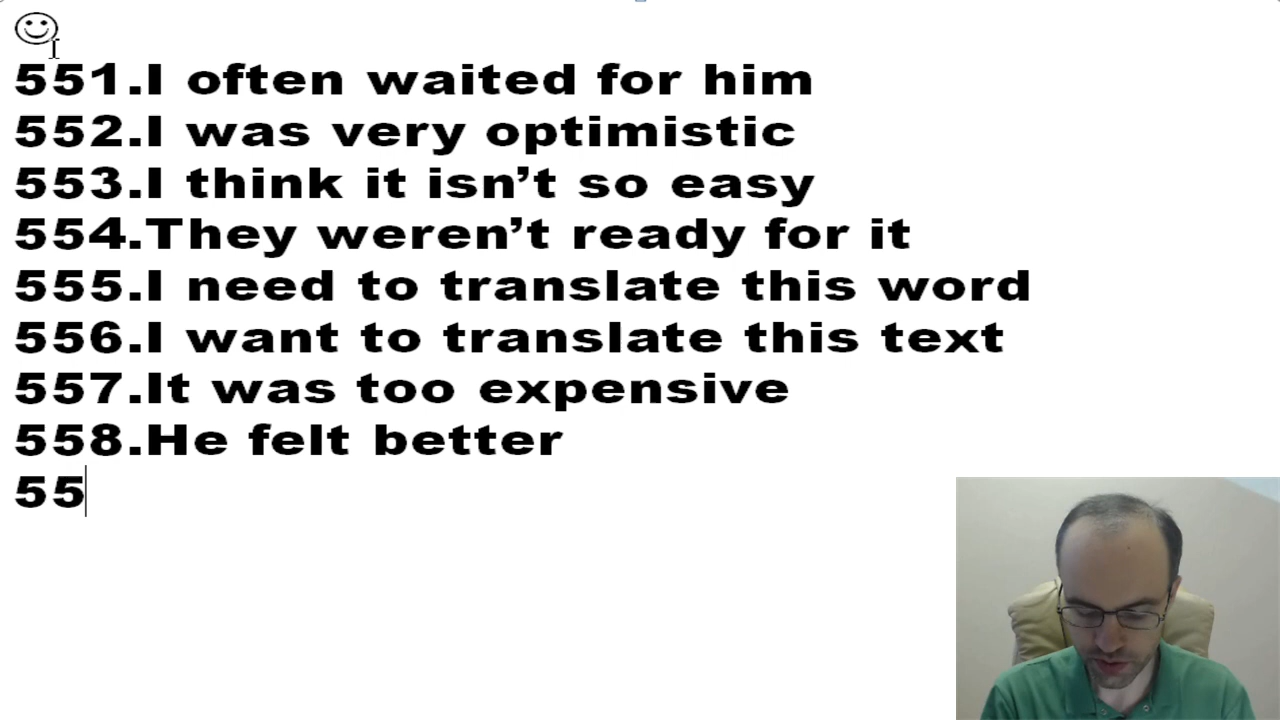 551.I often waited for him
552.I was very optimistic
553.I think it isn’t so easy
554.They weren’t ready for it
555.I need to translate this word
556.I want to translate this text
557.It was too expensive
558.He felt better
55